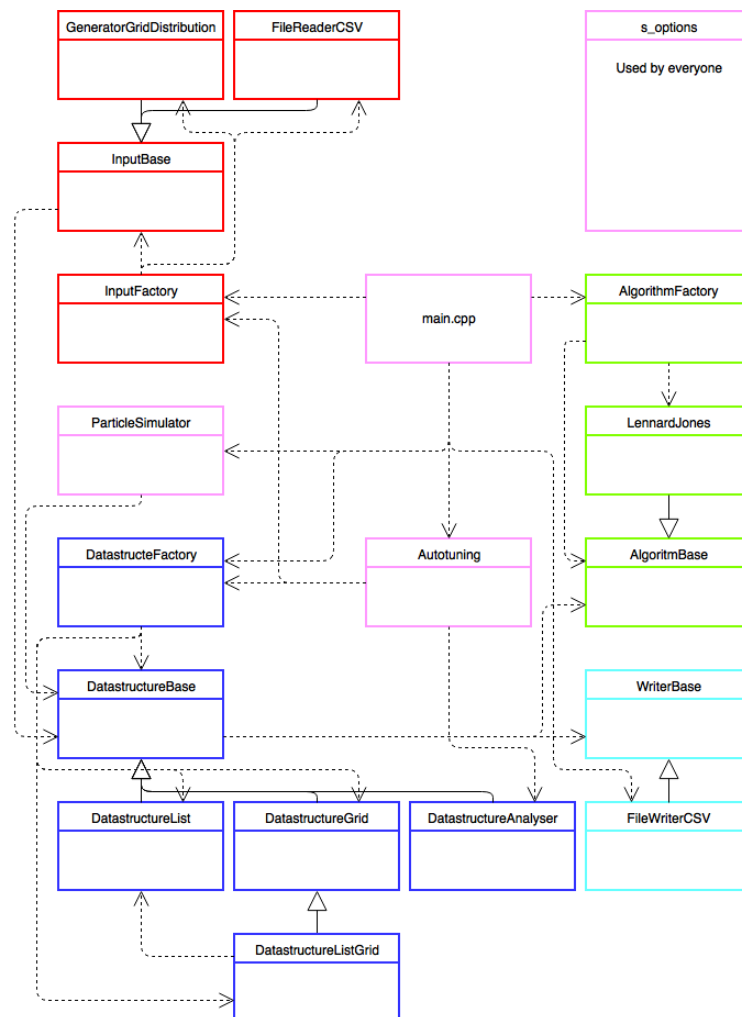 GeneratorGridDistribution
FileReaderCSV
s_options
Used by everyone
InputBase
InputFactory
main.cpp
AlgorithmFactory
ParticleSimulator
LennardJones
DatastructeFactory
Autotuning
AlgoritmBase
DatastructureBase
WriterBase
DatastructureList
DatastructureGrid
DatastructureAnalyser
FileWriterCSV
DatastructureListGrid